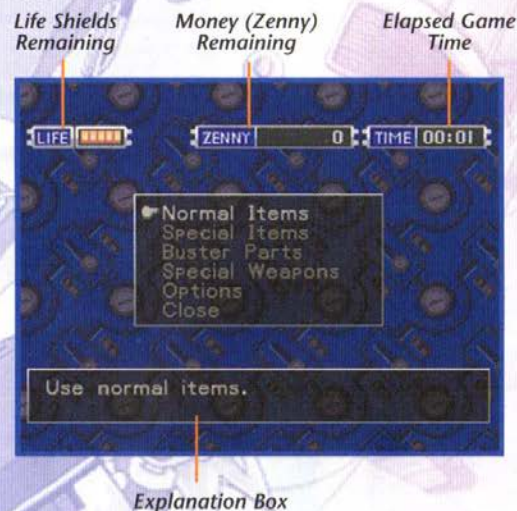 Life Shields
Remaining
Money (Zenny)
Remaining
Elapsed Game
Time
LIFE
ZENNY 0
TIME 00:01
Normal Items
Special Items
Buster Parts
Special Weapons
Options
Close
Use normal items.
Explanation Box